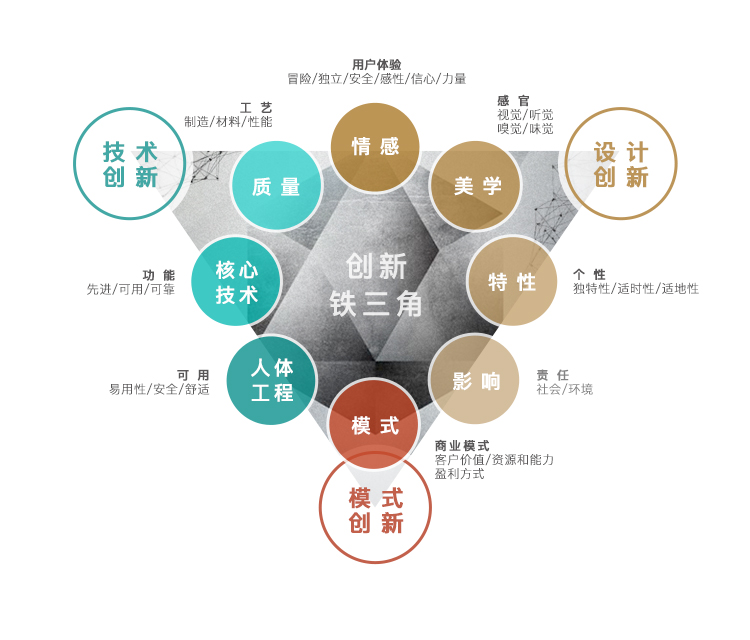 用户体验
冒险/独立/安全/感性/信心/力量
工 艺
制造/材料/性能
感 官
视觉/听觉
嗅觉/味觉
技 术
创 新
质 量
情 感
美 学
设 计
创 新
创 新
铁 三 角
功 能
先进/可用/可靠
核 心
技 术
特 性
个 性
独特性/适时性/适地性
可 用
易用性/安全/舒适
人 体
工 程
影 响
责 任
社会/环境
模 式
商业模式
客户价值/资源和能力
盈利方式
模 式
创 新